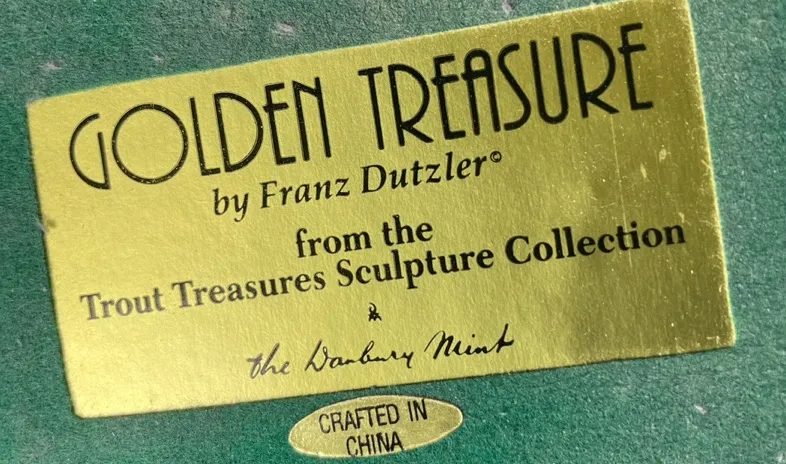 GOLDEN TREASURE
by Franz Dutzler©
from the
Trout Treasures Sculpture Collection
the Danbury Mint
CRAFTED IN
CHINA